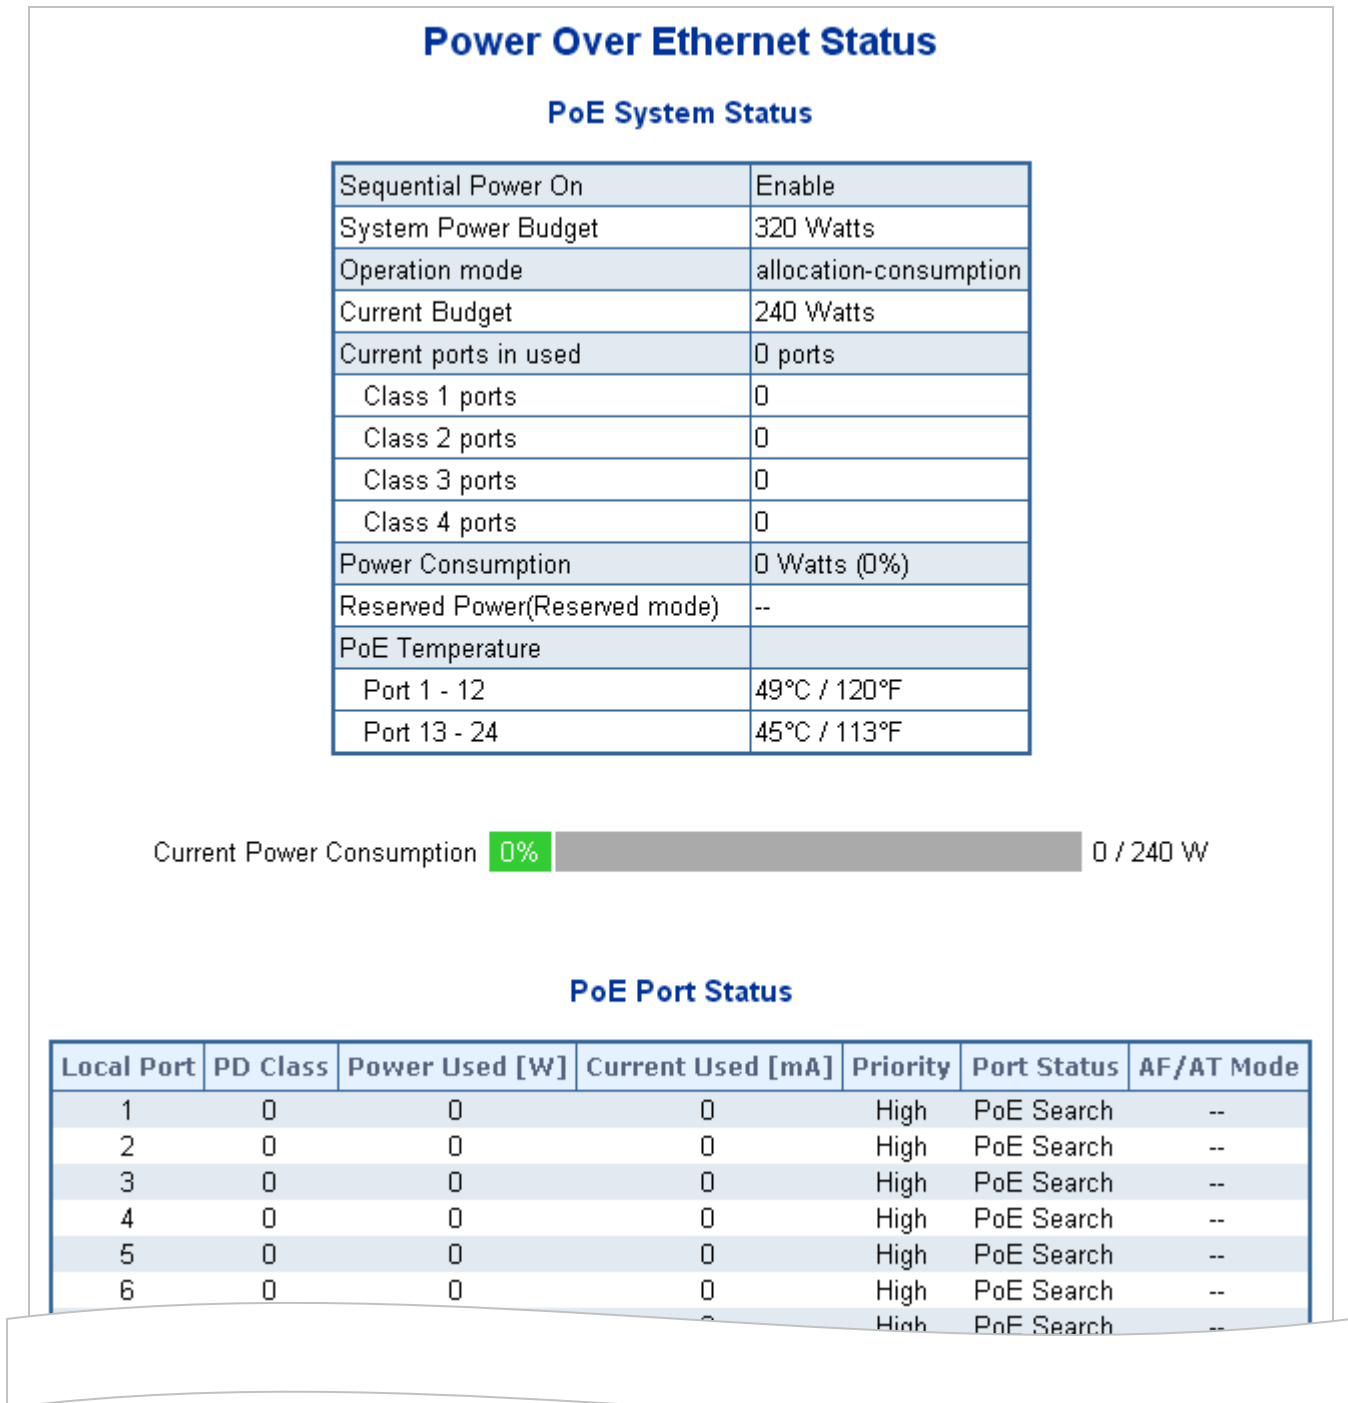 Power Over Ethernet Status
PoE System Status
Sequential Power On Enable
System Power Budget 320 Watts
Operation mode allocation-consumption
Current Budget 240 Watts
Current ports in used 0 ports
Class 1 ports 0
Class 2 ports 0
Class 3 ports 0
Class 4 ports 0
Power Consumption 0 Watts (0%)
Reserved Power(Reserved mode) --
PoE Temperature
Port 1 - 12 49°C / 120°F
Port 13 - 24 45°C / 113°F
Current Power Consumption 0% 0 / 240 W
PoE Port Status
Local Port PD Class Power Used [W] Current Used [mA] Priority Port Status AF/AT Mode
1 0 0 0 High PoE Search --
2 0 0 0 High PoE Search --
3 0 0 0 High PoE Search --
4 0 0 0 High PoE Search --
5 0 0 0 High PoE Search --
6 0 0 0 High PoE Search --
High PoE Search --